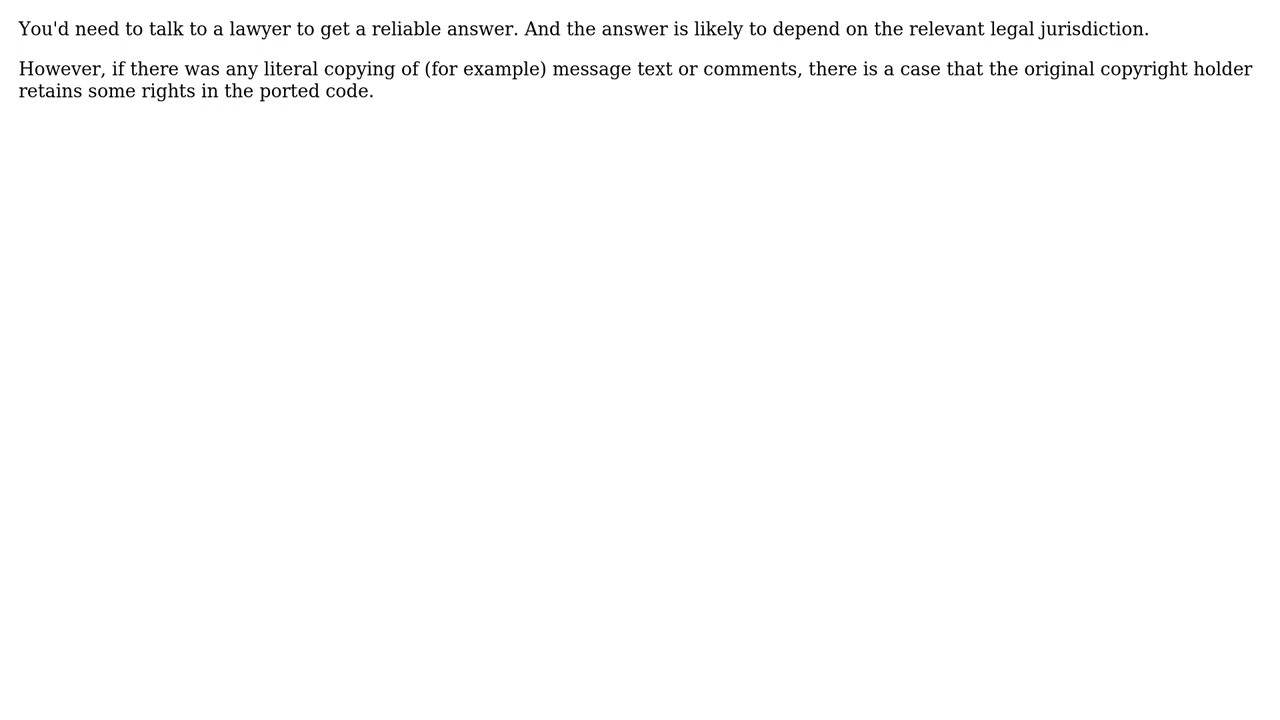 You'd need to talk to a lawyer to get a reliable answer. And the answer is likely to depend on the relevant legal jurisdiction.
However, if there was any literal copying of (for example) message text or comments, there is a case that the original copyright holder
retains some rights in the ported code.